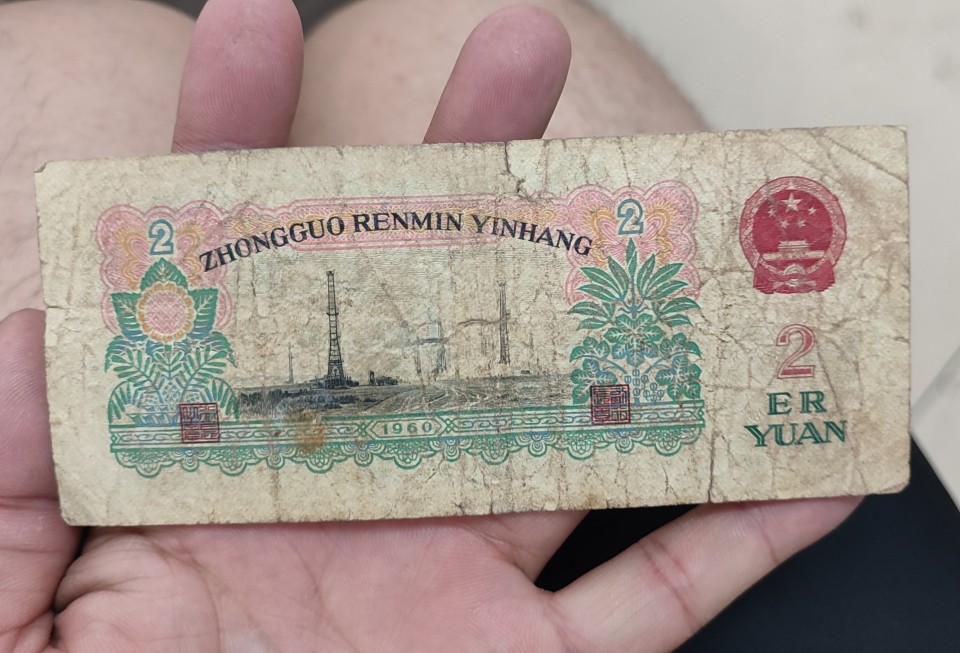 2
ZHONGGUO RENMIN YINHANG
2
1960
2
ER
YUAN